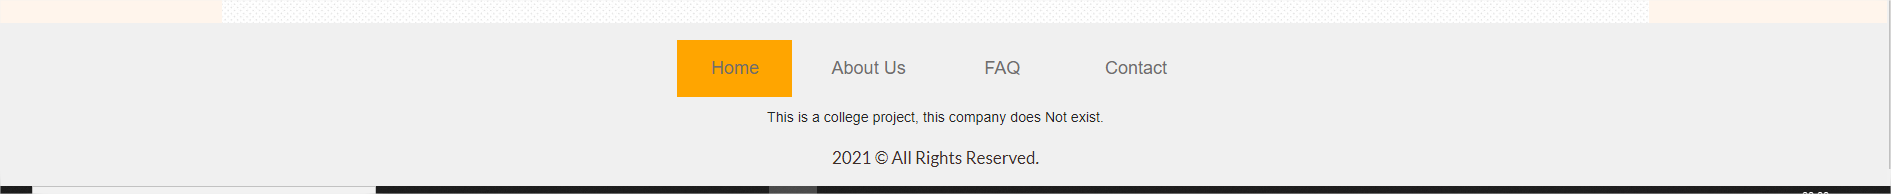 Home About Us FAQ Contact
This is a college project, this company does Not exist.
2021 © All Rights Reserved.